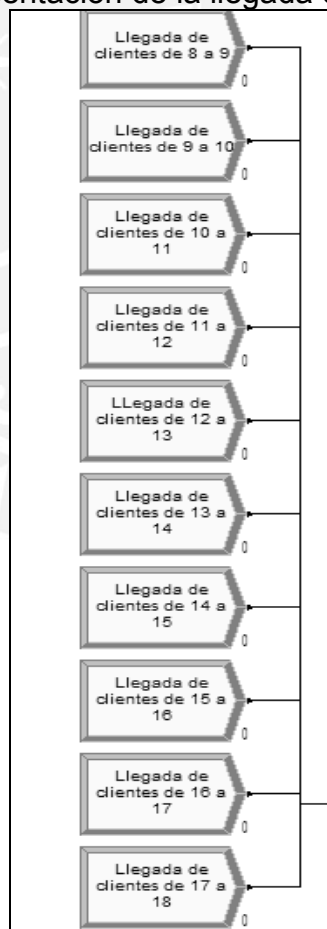 entación de la llegada
Llegada de
clientes de 8 a 9
0
Llegada de
clientes de 9 a 10
0
Llegada de
clientes de 10 a
11
0
Llegada de
clientes de 11 a
12
0
LLegada de
clientes de 12 a
13
0
Llegada de
clientes de 13 a
14
0
Llegada de
clientes de 14 a
15
0
Llegada de
clientes de 15 a
16
0
Llegada de
clientes de 16 a
17
0
Llegada de
clientes de 17 a
18
0